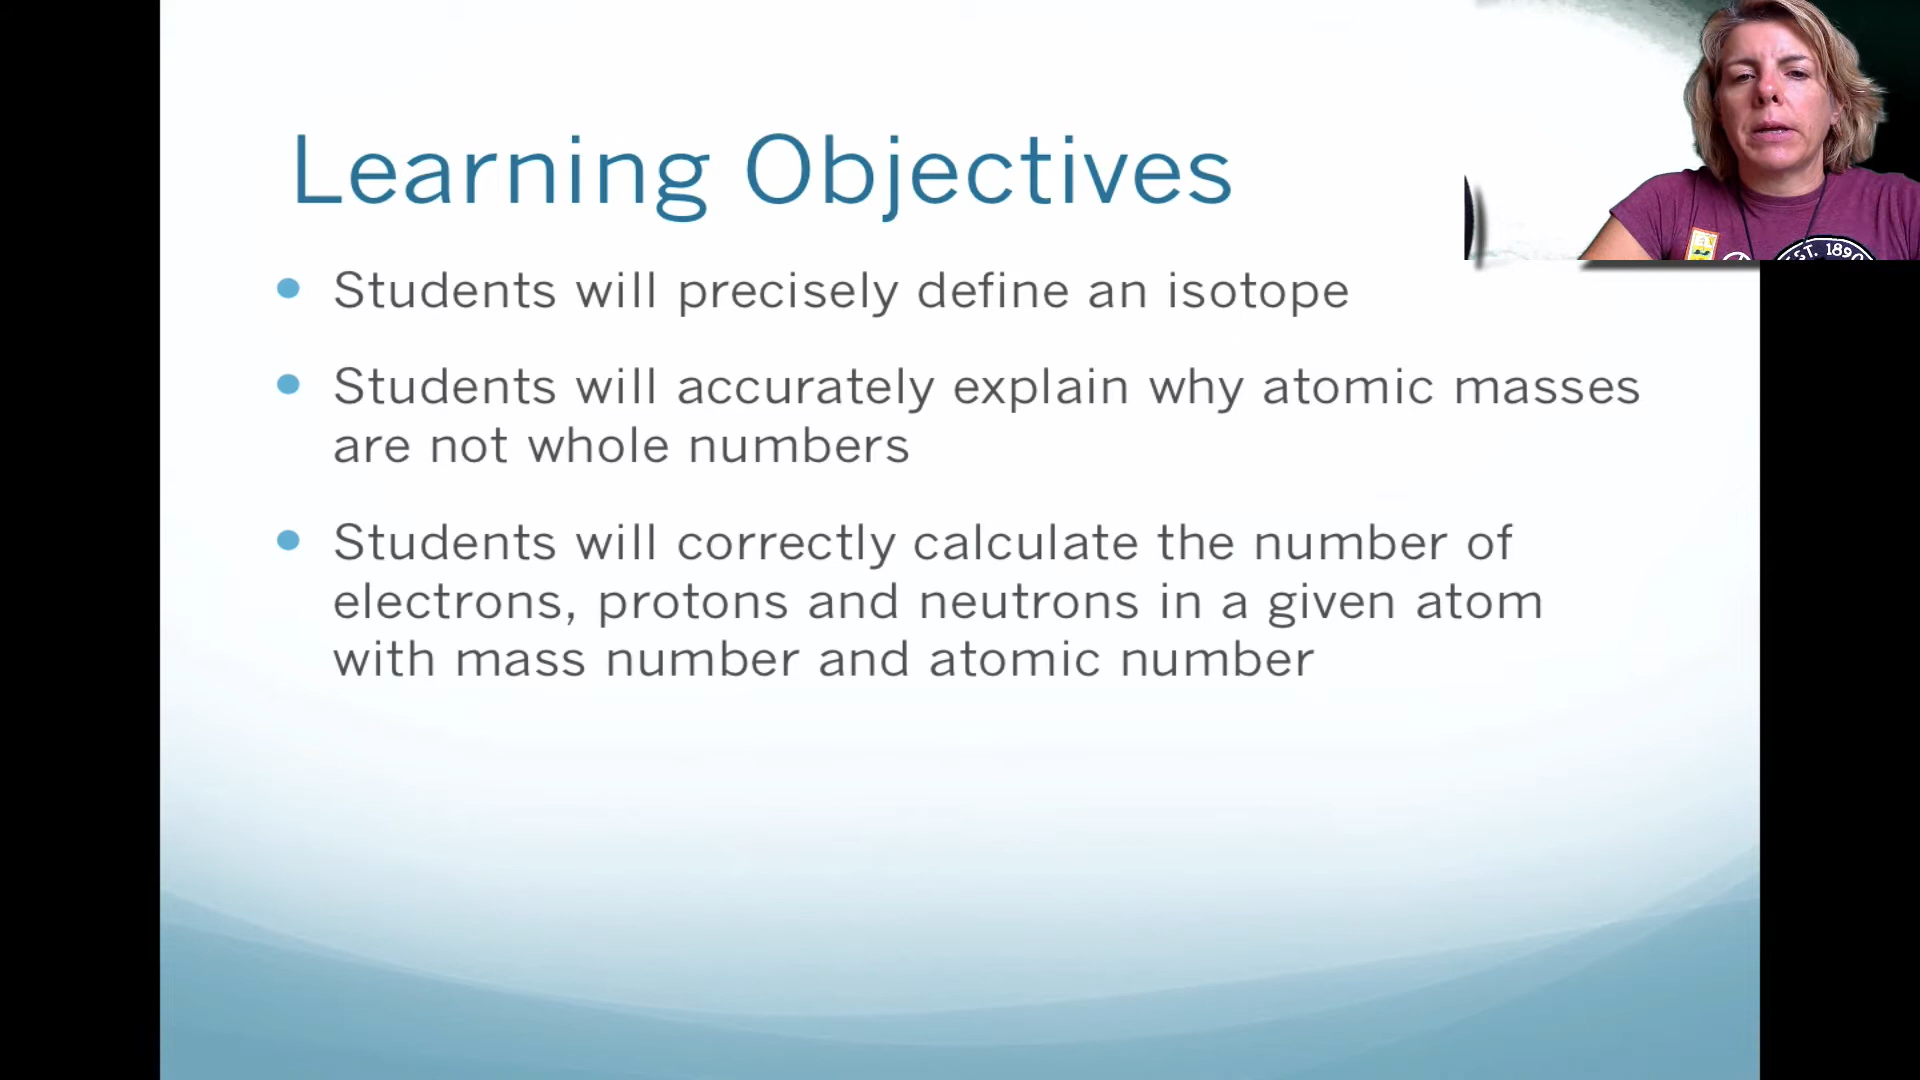 Learning Objectives
Students will precisely define an isotope
Students will accurately explain why atomic masses
are not whole numbers
Students will correctly calculate the number of
electrons, protons and neutrons in a given atom
with mass number and atomic number
EST. 1890